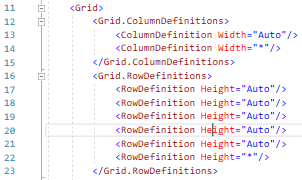 11 <Grid>
12 <Grid.ColumnDefinitions>
13 <ColumnDefinition Width="Auto"/>
14 <ColumnDefinition Width="*"/>
15 </Grid.ColumnDefinitions>
16 <Grid.RowDefinitions>
17 <RowDefinition Height="Auto"/>
18 <RowDefinition Height="Auto"/>
19 <RowDefinition Height="Auto"/>
20 <RowDefinition Height="Auto"/>
21 <RowDefinition Height="Auto"/>
22 <RowDefinition Height="*"/>
23 </Grid.RowDefinitions>